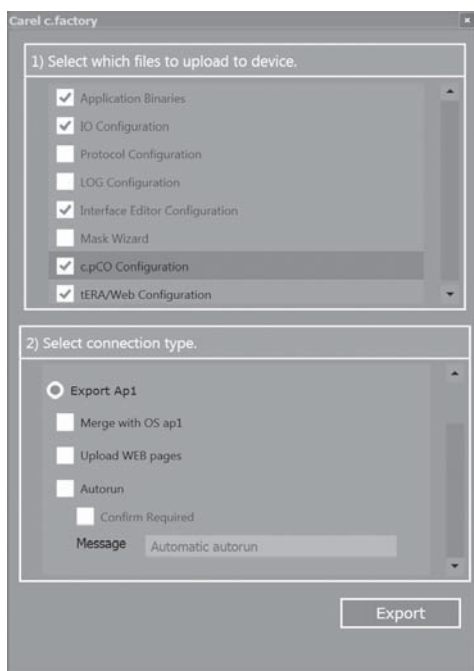 Carel c.factory
1) Select which files to upload to device.
Application Binaries
IO Configuration
Protocol Configuration
LOG Configuration
Interface Editor Configuration
Mask Wizard
c.pCO Configuration
tERA/Web Configuration
2) Select connection type.
Export Ap1
Merge with OS ap1
Upload WEB pages
Autorun
Confirm Required
Message Automatic autorun
Export